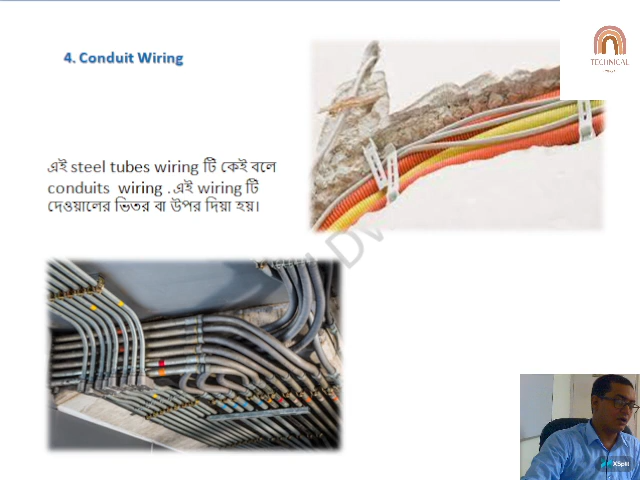 4. Conduit Wiring
TECHNICAL
এই steel tubes wiring টি কেই বলে
conduits wiring . এই wiring টি
দেওয়ালের ভিতর বা উপর দিয়া হয়।
XSplit